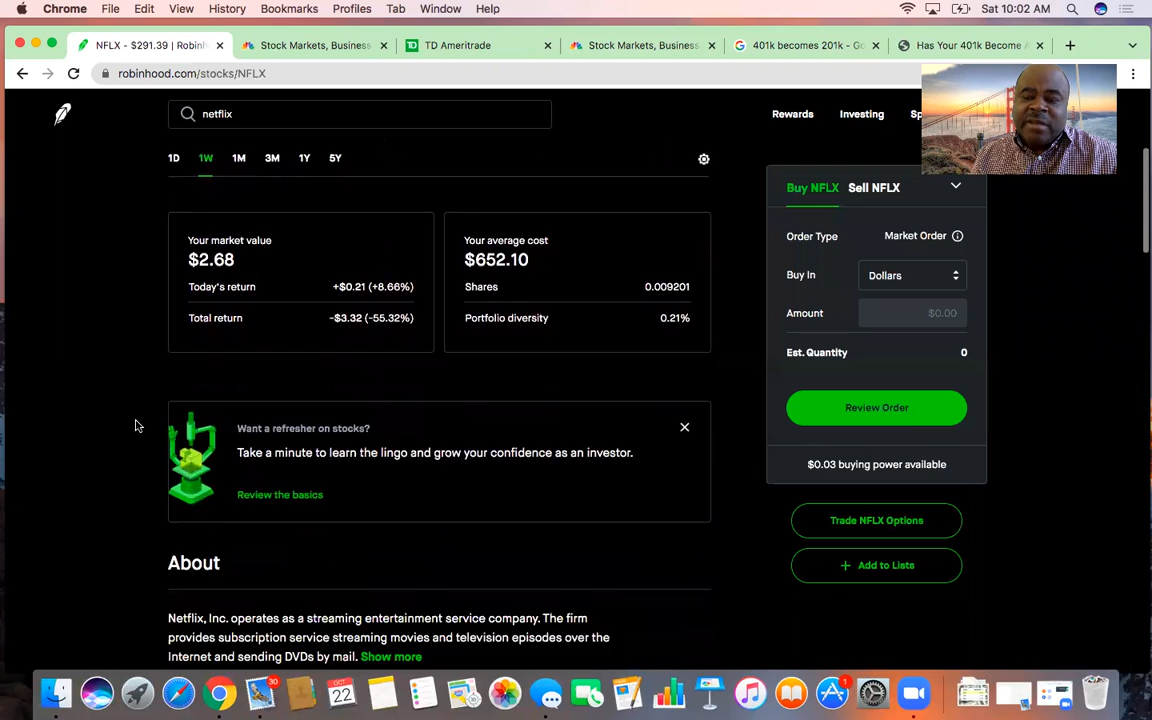 Chrome File Edit View History Bookmarks Profiles Tab Window Help Sat 10:02 AM
NFLX - $291.39 | Robinh × Stock Markets, Business × TD Ameritrade × Stock Markets, Business × 401k becomes 201k - Go × Has Your 401k Become A ×
robinhood.com/stocks/NFLX
netflix
Rewards Investing Sp
1D 1W 1M 3M 1Y 5Y
Buy NFLX Sell NFLX
Order Type Market Order
Buy In Dollars
Amount $0.00
Est. Quantity 0
Review Order
$0.03 buying power available
Trade NFLX Options
+ Add to Lists
Your market value
$2.68
Today's return +$0.21 (+8.66%)
Total return -$3.32 (-55.32%)
Your average cost
$652.10
Shares 0.009201
Portfolio diversity 0.21%
Want a refresher on stocks?
Take a minute to learn the lingo and grow your confidence as an investor.
Review the basics
About
Netflix, Inc. operates as a streaming entertainment service company. The firm
provides subscription service streaming movies and television episodes over the
Internet and sending DVDs by mail. Show more
30
OCT
22
1